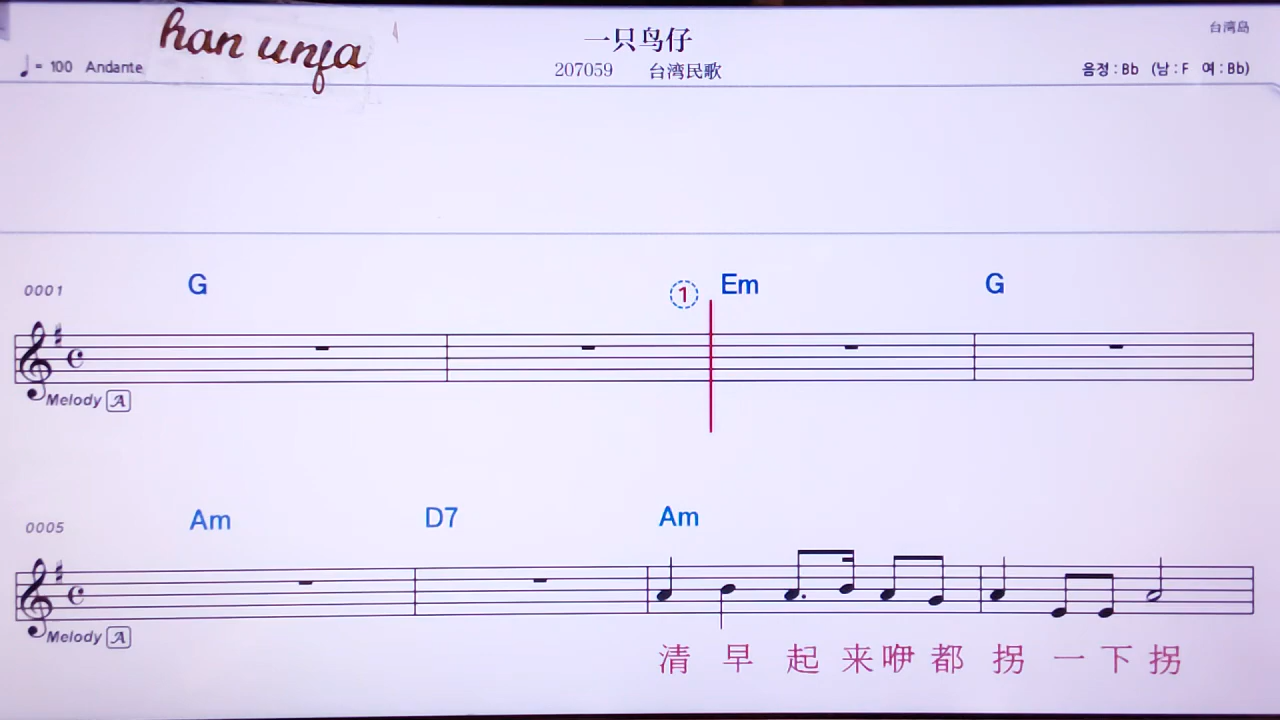 han unfa
一只鸟仔
台湾岛
♩ = 100 Andante
207059 台湾民歌
음정 : Bb (남 : F 여 : Bb)
0001 G 1 Em G
Melody A
0005 Am D7 Am
Melody A
清 早 起 来 咿 都 拐 一 下 拐